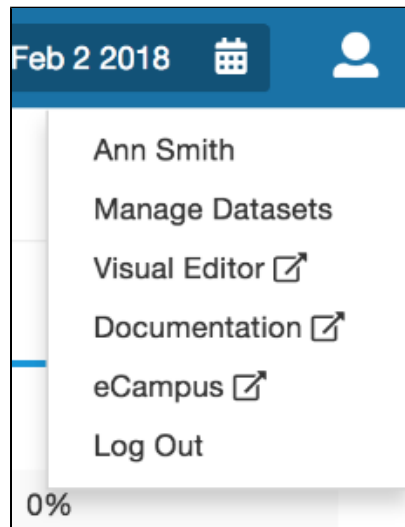 Feb 2 2018
Ann Smith
Manage Datasets
Visual Editor
Documentation
eCampus
Log Out
0%